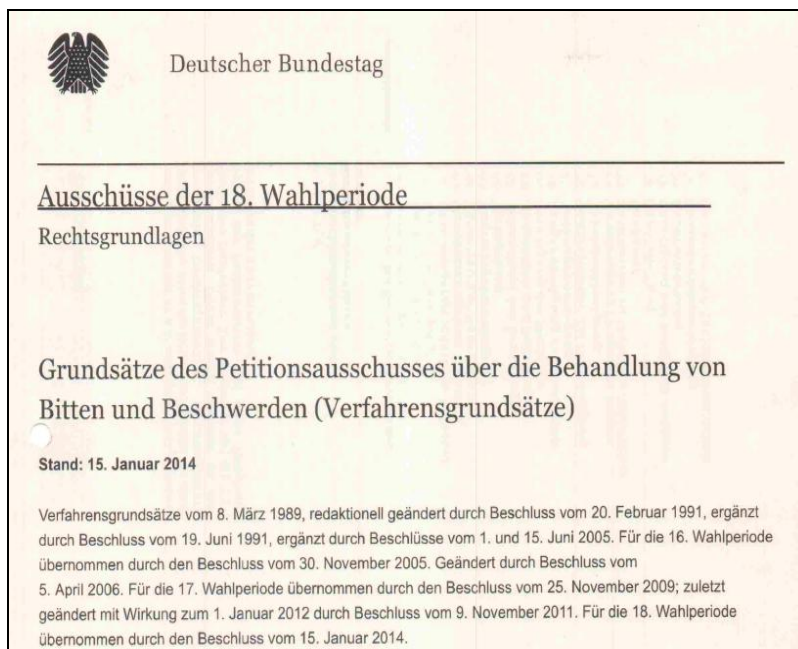 Deutscher Bundestag
Ausschüsse der 18. Wahlperiode
Rechtsgrundlagen
Grundsätze des Petitionsausschusses über die Behandlung von
Bitten und Beschwerden (Verfahrensgrundsätze)
Stand: 15. Januar 2014
Verfahrensgrundsätze vom 8. März 1989, redaktionell geändert durch Beschluss vom 20. Februar 1991, ergänzt
durch Beschluss vom 19. Juni 1991, ergänzt durch Beschlüsse vom 1. und 15. Juni 2005. Für die 16. Wahlperiode
übernommen durch den Beschluss vom 30. November 2005. Geändert durch Beschluss vom
5. April 2006. Für die 17. Wahlperiode übernommen durch den Beschluss vom 25. November 2009; zuletzt
geändert mit Wirkung zum 1. Januar 2012 durch Beschluss vom 9. November 2011. Für die 18. Wahlperiode
übernommen durch den Beschluss vom 15. Januar 2014.